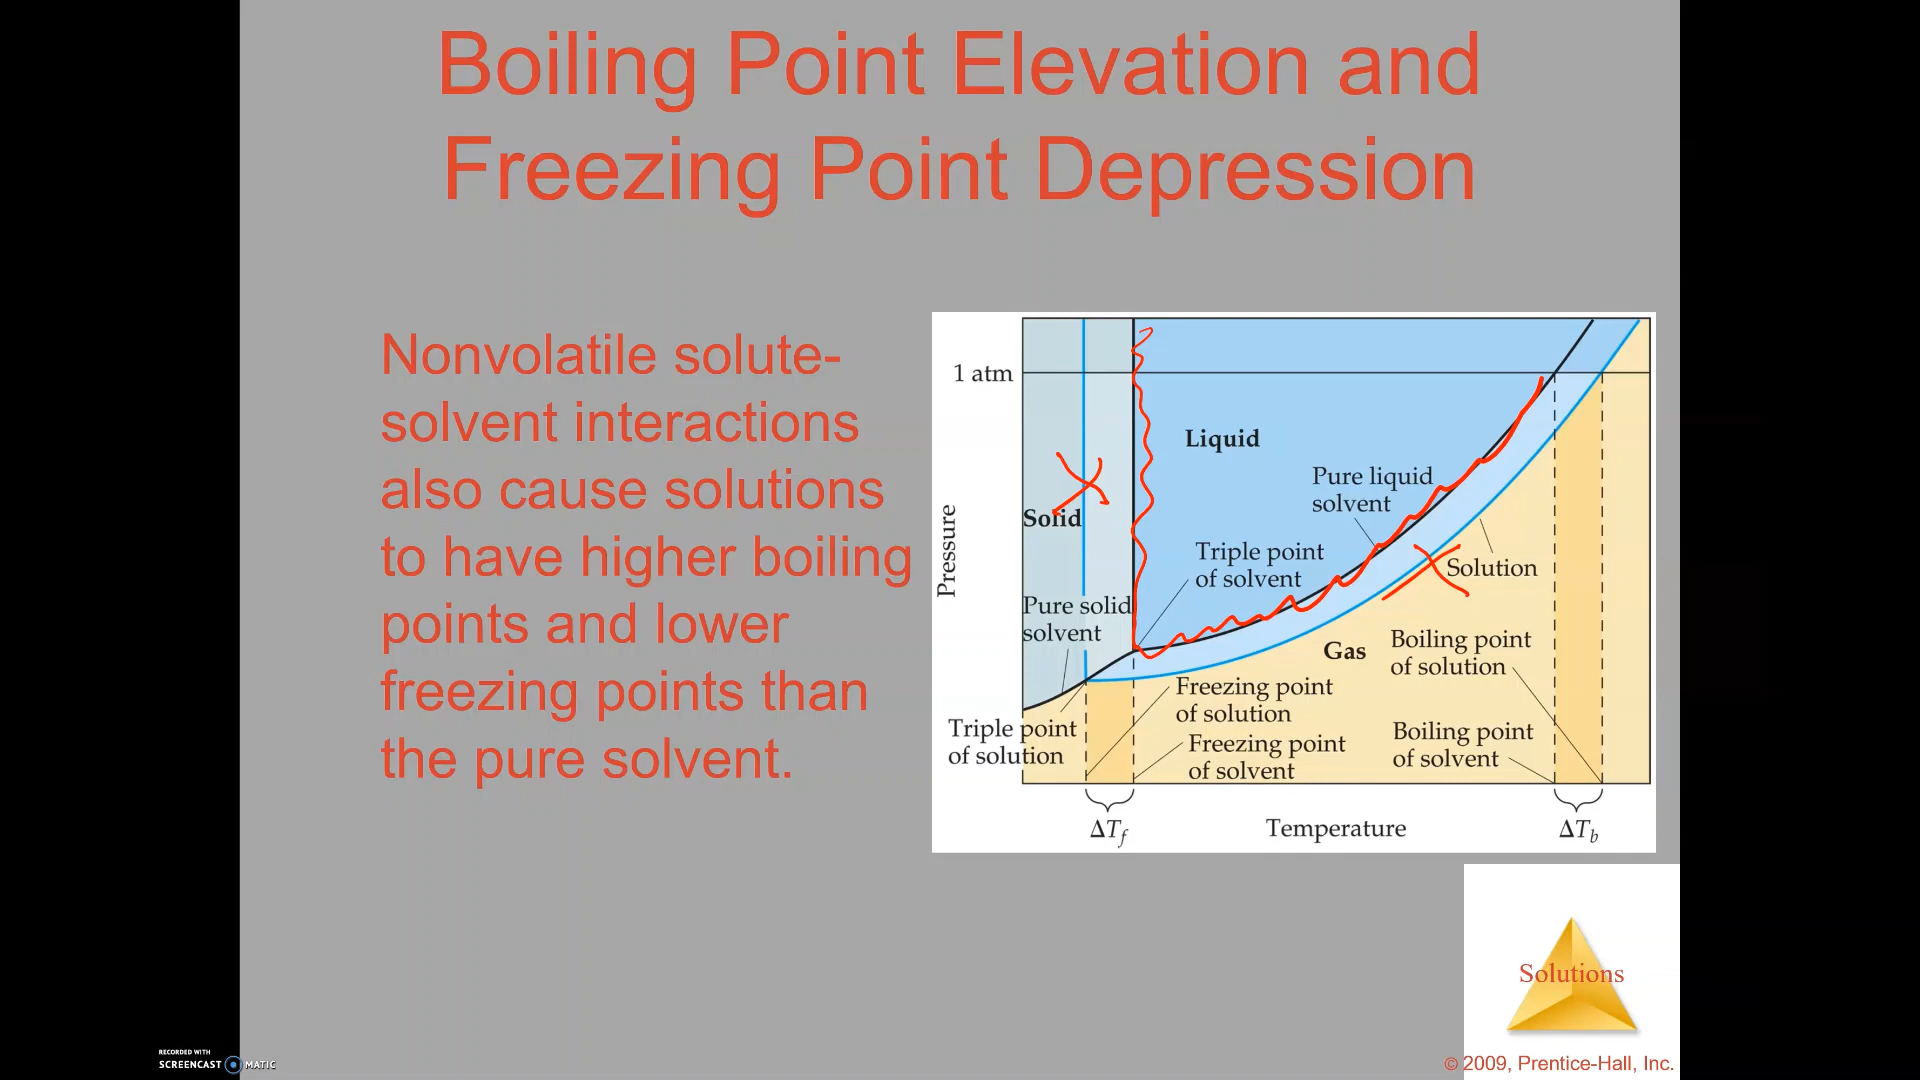 Boiling Point Elevation and
Freezing Point Depression
Nonvolatile solute-
solvent interactions
also cause solutions
to have higher boiling
points and lower
freezing points than
the pure solvent.
1 atm
Liquid
Pure liquid
solvent
Solid
Triple point
of solvent
Solution
Pressure
Pure solid
solvent
Gas
Boiling point
of solution
Freezing point
of solution
Triple point
of solution
Freezing point
of solvent
Boiling point
of solvent
ΔTf
Temperature
ΔTb
Solutions
© 2009, Prentice-Hall, Inc.
RECORDED WITH
SCREENCAST MATIC